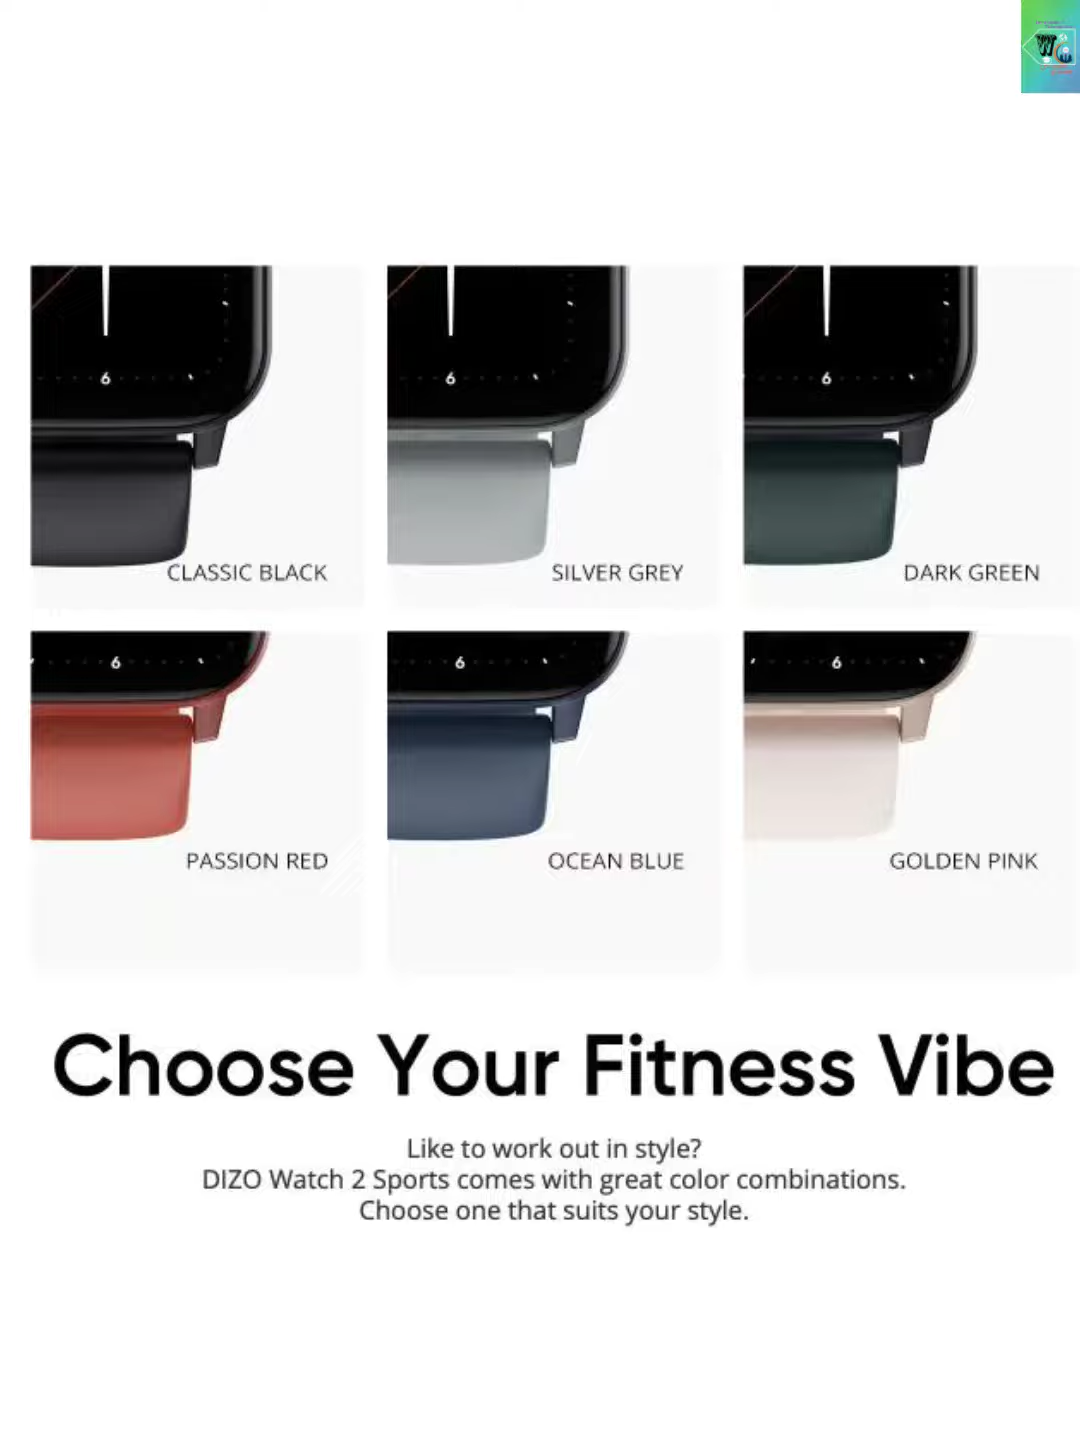 6
6
6
CLASSIC BLACK
SILVER GREY
DARK GREEN
6
6
6
PASSION RED
OCEAN BLUE
GOLDEN PINK
Choose Your Fitness Vibe
Like to work out in style?
DIZO Watch 2 Sports comes with great color combinations.
Choose one that suits your style.